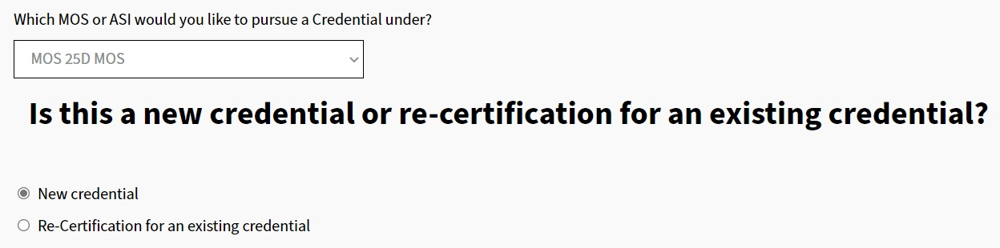 Which MOS or ASI would you like to pursue a Credential under?
MOS 25D MOS
Is this a new credential or re-certification for an existing credential?
New credential
Re-Certification for an existing credential